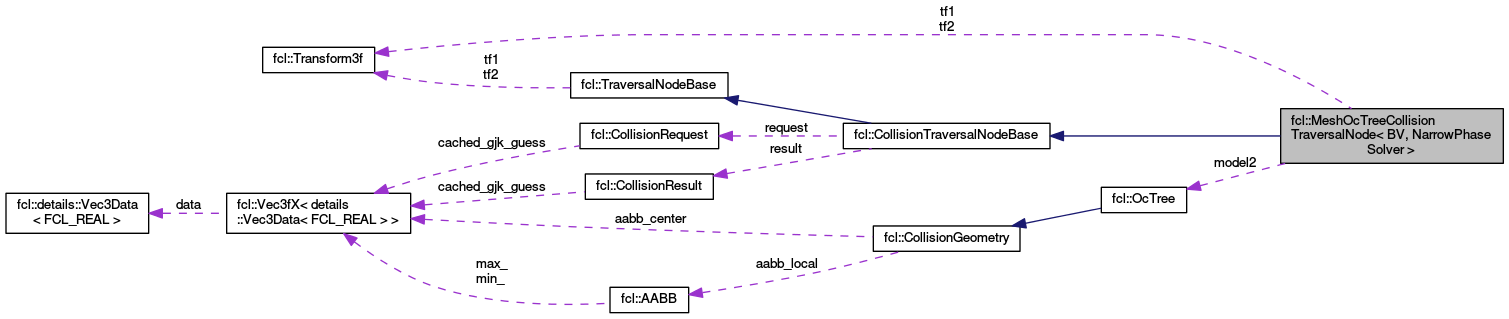 tf1
tf2
fcl::Transform3f
tf1
tf2
fcl::TraversalNodeBase
fcl::CollisionRequest
request
fcl::CollisionTraversalNodeBase
fcl::MeshOcTreeCollision
TraversalNode< BV, NarrowPhase
Solver >
cached_gjk_guess
result
model2
cached_gjk_guess
fcl::CollisionResult
fcl::details::Vec3Data
< FCL_REAL >
data
fcl::Vec3fX< details
::Vec3Data< FCL_REAL > >
fcl::OcTree
aabb_center
fcl::CollisionGeometry
max_
min_
aabb_local
fcl::AABB